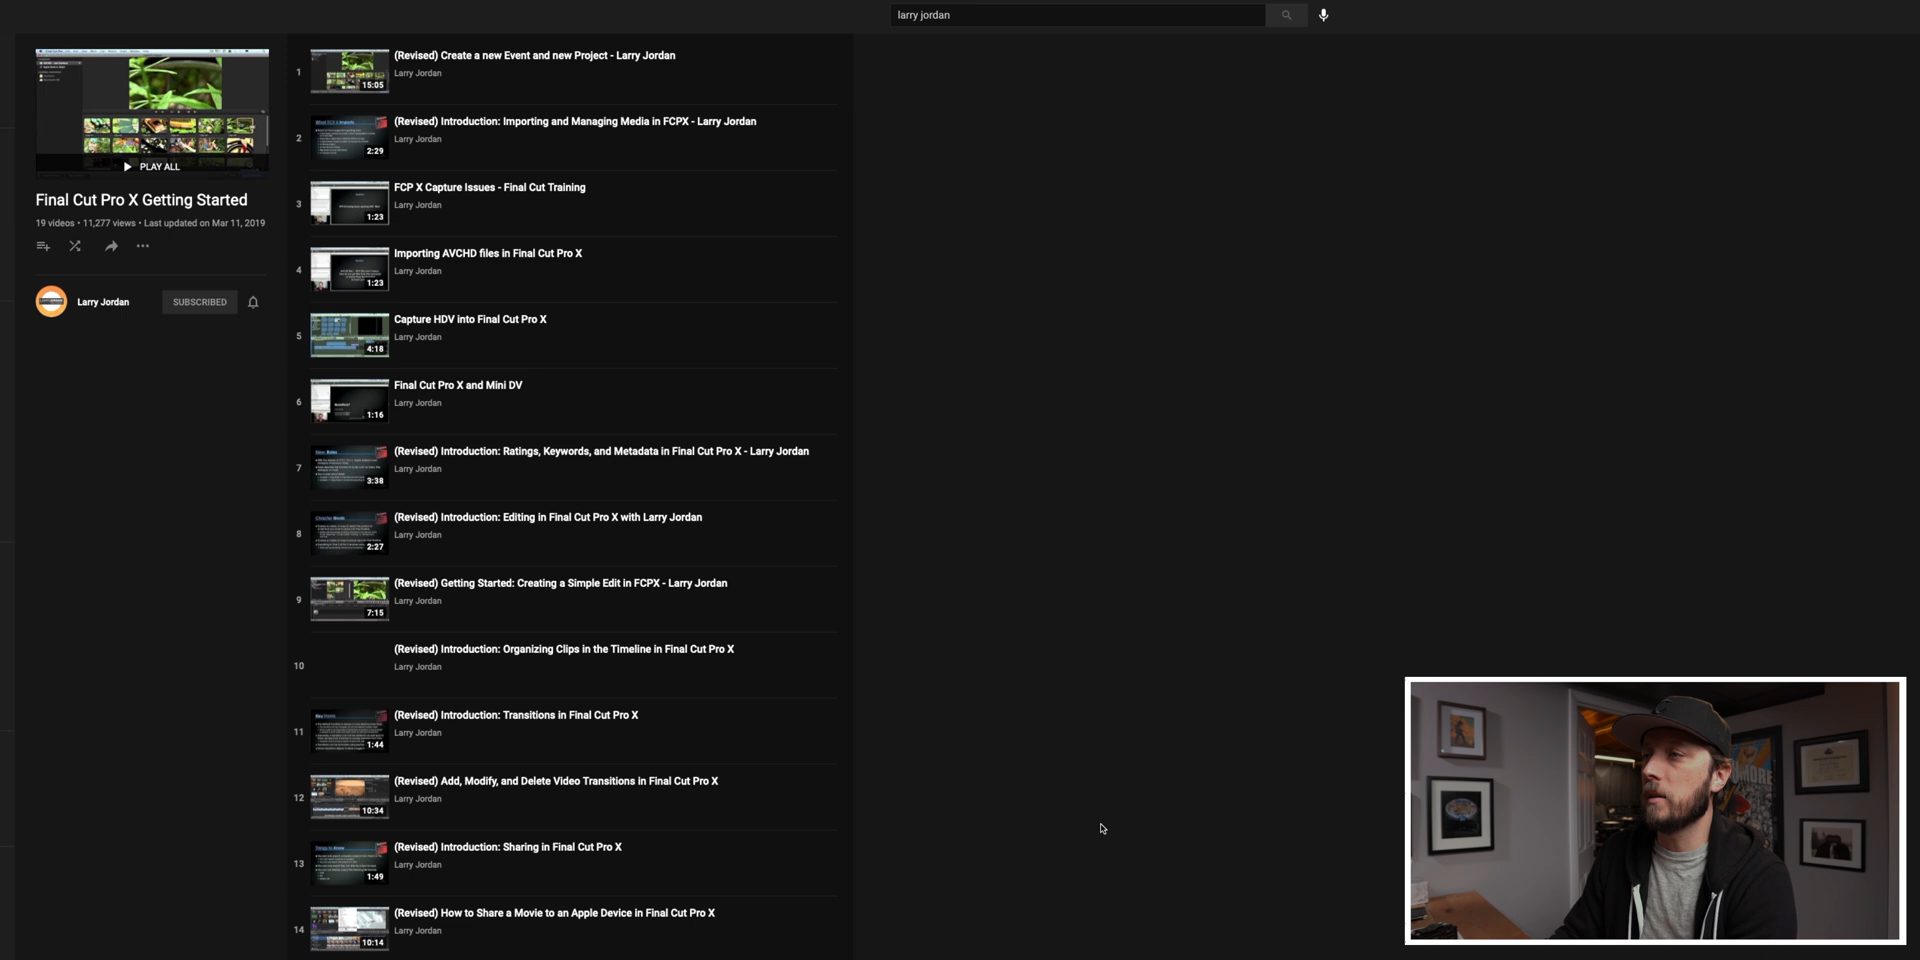 larry jordan
PLAY ALL
Final Cut Pro X Getting Started
19 videos • 11,277 views • Last updated on Mar 11, 2019
Larry Jordan
SUBSCRIBED
1
15:05
(Revised) Create a new Event and new Project - Larry Jordan
Larry Jordan
2
2:29
(Revised) Introduction: Importing and Managing Media in FCPX - Larry Jordan
Larry Jordan
3
1:23
FCP X Capture Issues - Final Cut Training
Larry Jordan
4
1:23
Importing AVCHD files in Final Cut Pro X
Larry Jordan
5
4:18
Capture HDV into Final Cut Pro X
Larry Jordan
6
1:16
Final Cut Pro X and Mini DV
Larry Jordan
7
3:38
(Revised) Introduction: Ratings, Keywords, and Metadata in Final Cut Pro X - Larry Jordan
Larry Jordan
8
2:27
(Revised) Introduction: Editing in Final Cut Pro X with Larry Jordan
Larry Jordan
9
7:15
(Revised) Getting Started: Creating a Simple Edit in FCPX - Larry Jordan
Larry Jordan
10
(Revised) Introduction: Organizing Clips in the Timeline in Final Cut Pro X
Larry Jordan
11
1:44
(Revised) Introduction: Transitions in Final Cut Pro X
Larry Jordan
12
10:34
(Revised) Add, Modify, and Delete Video Transitions in Final Cut Pro X
Larry Jordan
13
1:49
(Revised) Introduction: Sharing in Final Cut Pro X
Larry Jordan
14
10:14
(Revised) How to Share a Movie to an Apple Device in Final Cut Pro X
Larry Jordan